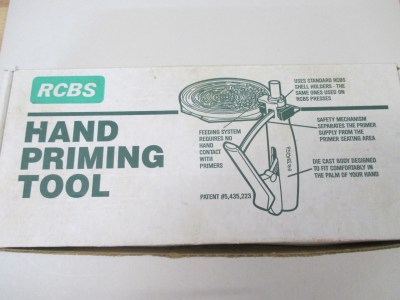 RCBS
HAND
PRIMING
TOOL
FEEDING SYSTEM
REQUIRES NO
HAND
CONTACT
WITH
PRIMERS
PATENT #5,435,223
USES STANDARD RCBS
SHELL HOLDERS - THE
SAME ONES USED ON
RCBS PRESSES
SAFETY MECHANISM
SEPARATES THE PRIMER
SUPPLY FROM THE
PRIMER SEATING AREA
DIE CAST BODY DESIGNED
TO FIT COMFORTABLY IN
THE PALM OF YOUR HAND